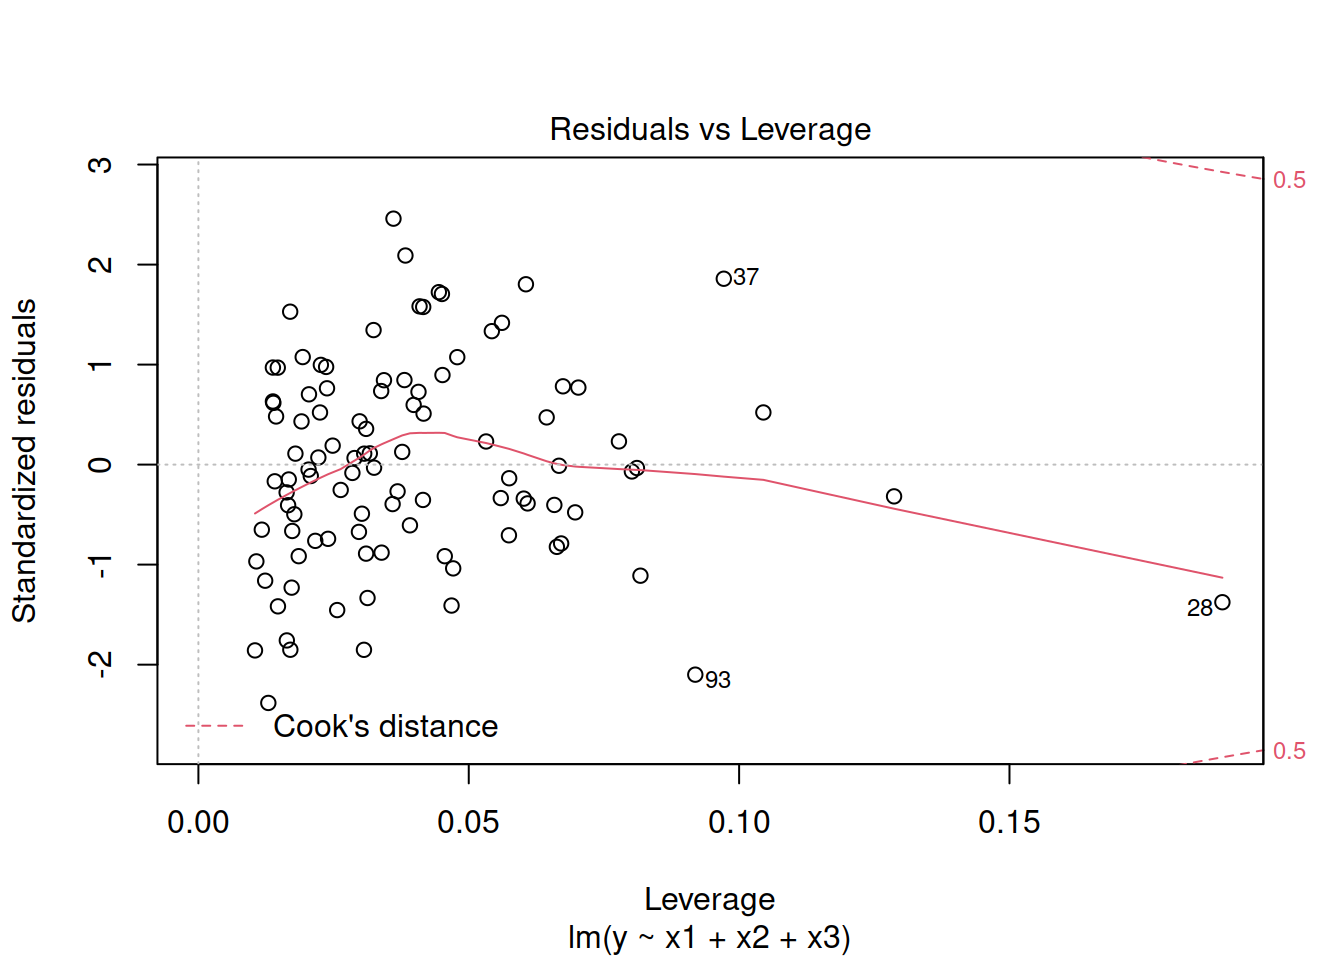 Residuals vs Leverage
3
2
1
0
-1
-2
Standardized residuals
0.5
37
28
93
Cook's distance
0.5
0.00 0.05 0.10 0.15
Leverage
lm(y ~ x1 + x2 + x3)